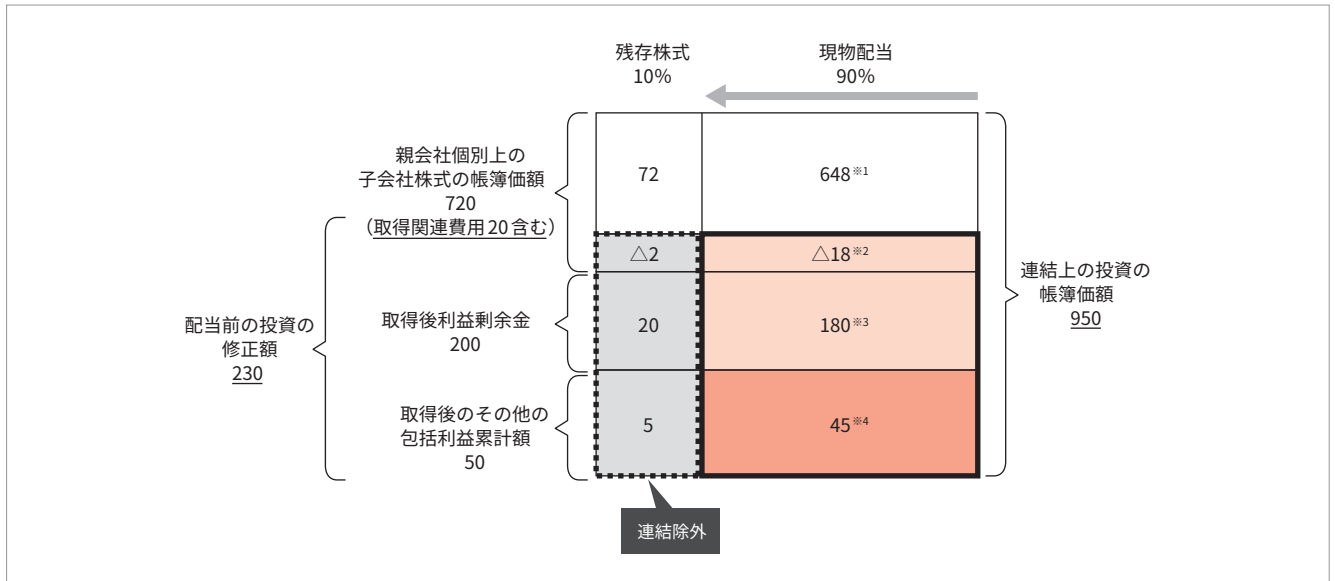 残存株式
10%
現物配当
90%
親会社個別上の
子会社株式の帳簿価額
720
（取得関連費用20含む）
72
648※1
△2
△18※2
連結上の投資の
帳簿価額
950
配当前の投資の
修正額
230
取得後利益剰余金
200
20
180※3
取得後のその他の
包括利益累計額
50
5
45※4
連結除外